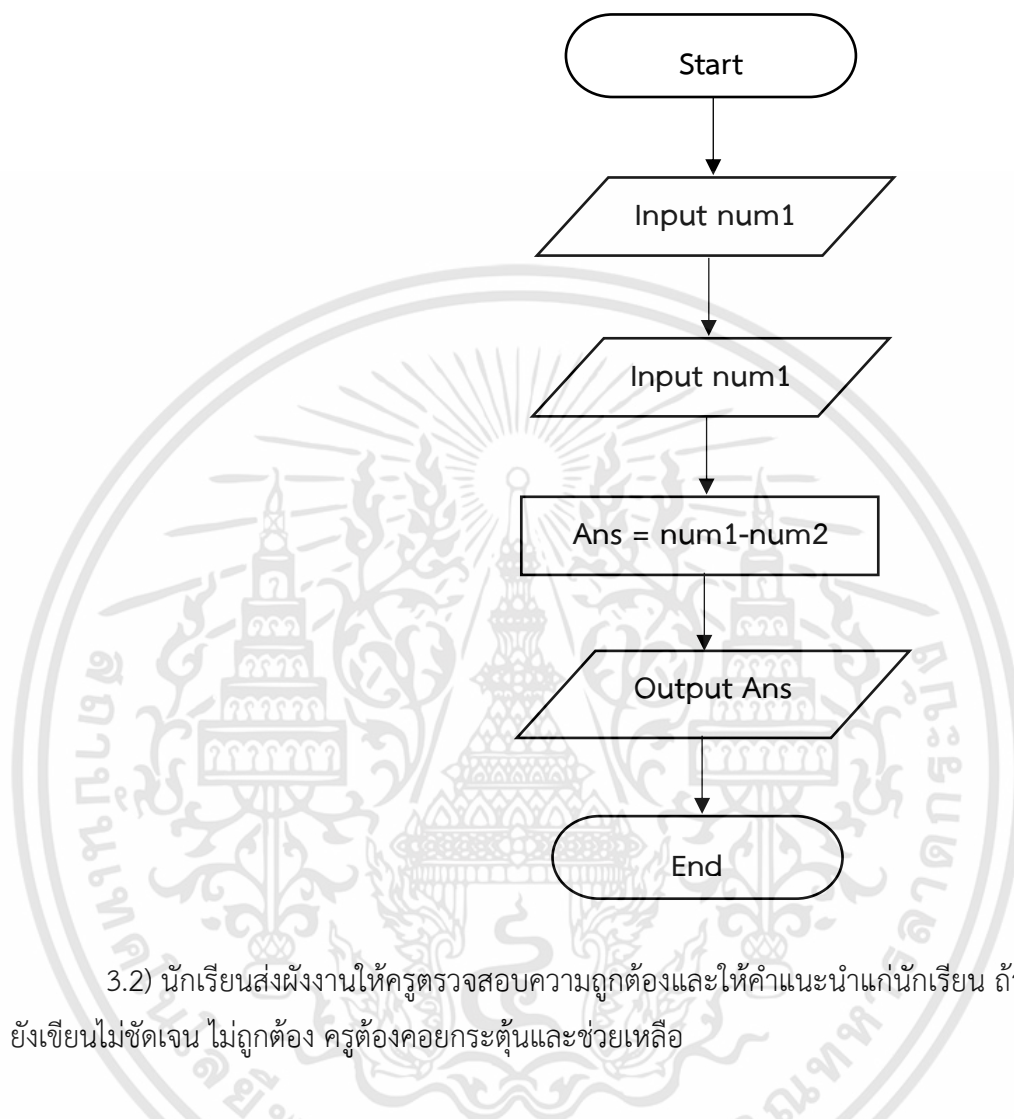 Start
Input num1
Input num1
Ans = num1-num2
Output Ans
End
3.2) นักเรียนส่งผังงานให้ครูตรวจสอบความถูกต้องและให้คำแนะนำแก่นักเรียน ถ้า
ยังเขียนไม่ชัดเจน ไม่ถูกต้อง ครูต้องคอยกระตุ้นและช่วยเหลือ